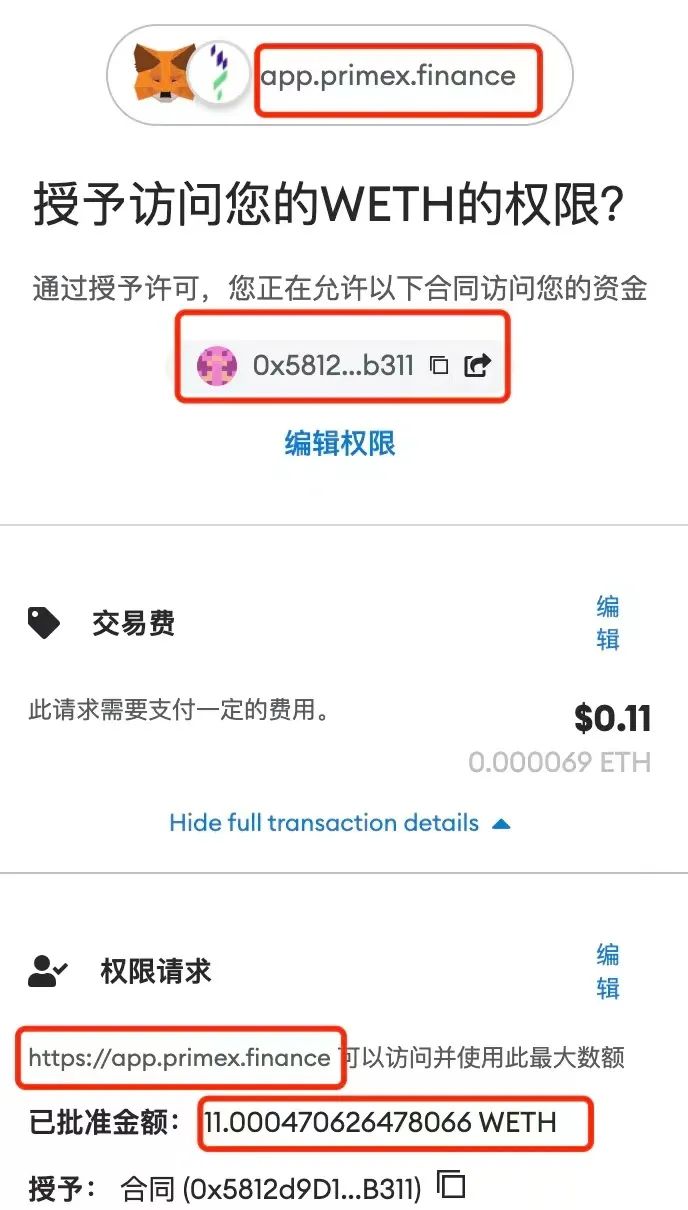 app.primex.finance
授予访问您的WETH的权限?
通过授予许可，您正在允许以下合同访问您的资金
0x5812...b311
编辑权限
交易费
编辑
此请求需要支付一定的费用。
$0.11
0.000069 ETH
Hide full transaction details
权限请求
编辑
https://app.primex.finance 可以访问并使用此最大数额
已批准金额： 11.000470626478066 WETH
授予： 合同 (0x5812d9D1...B311)